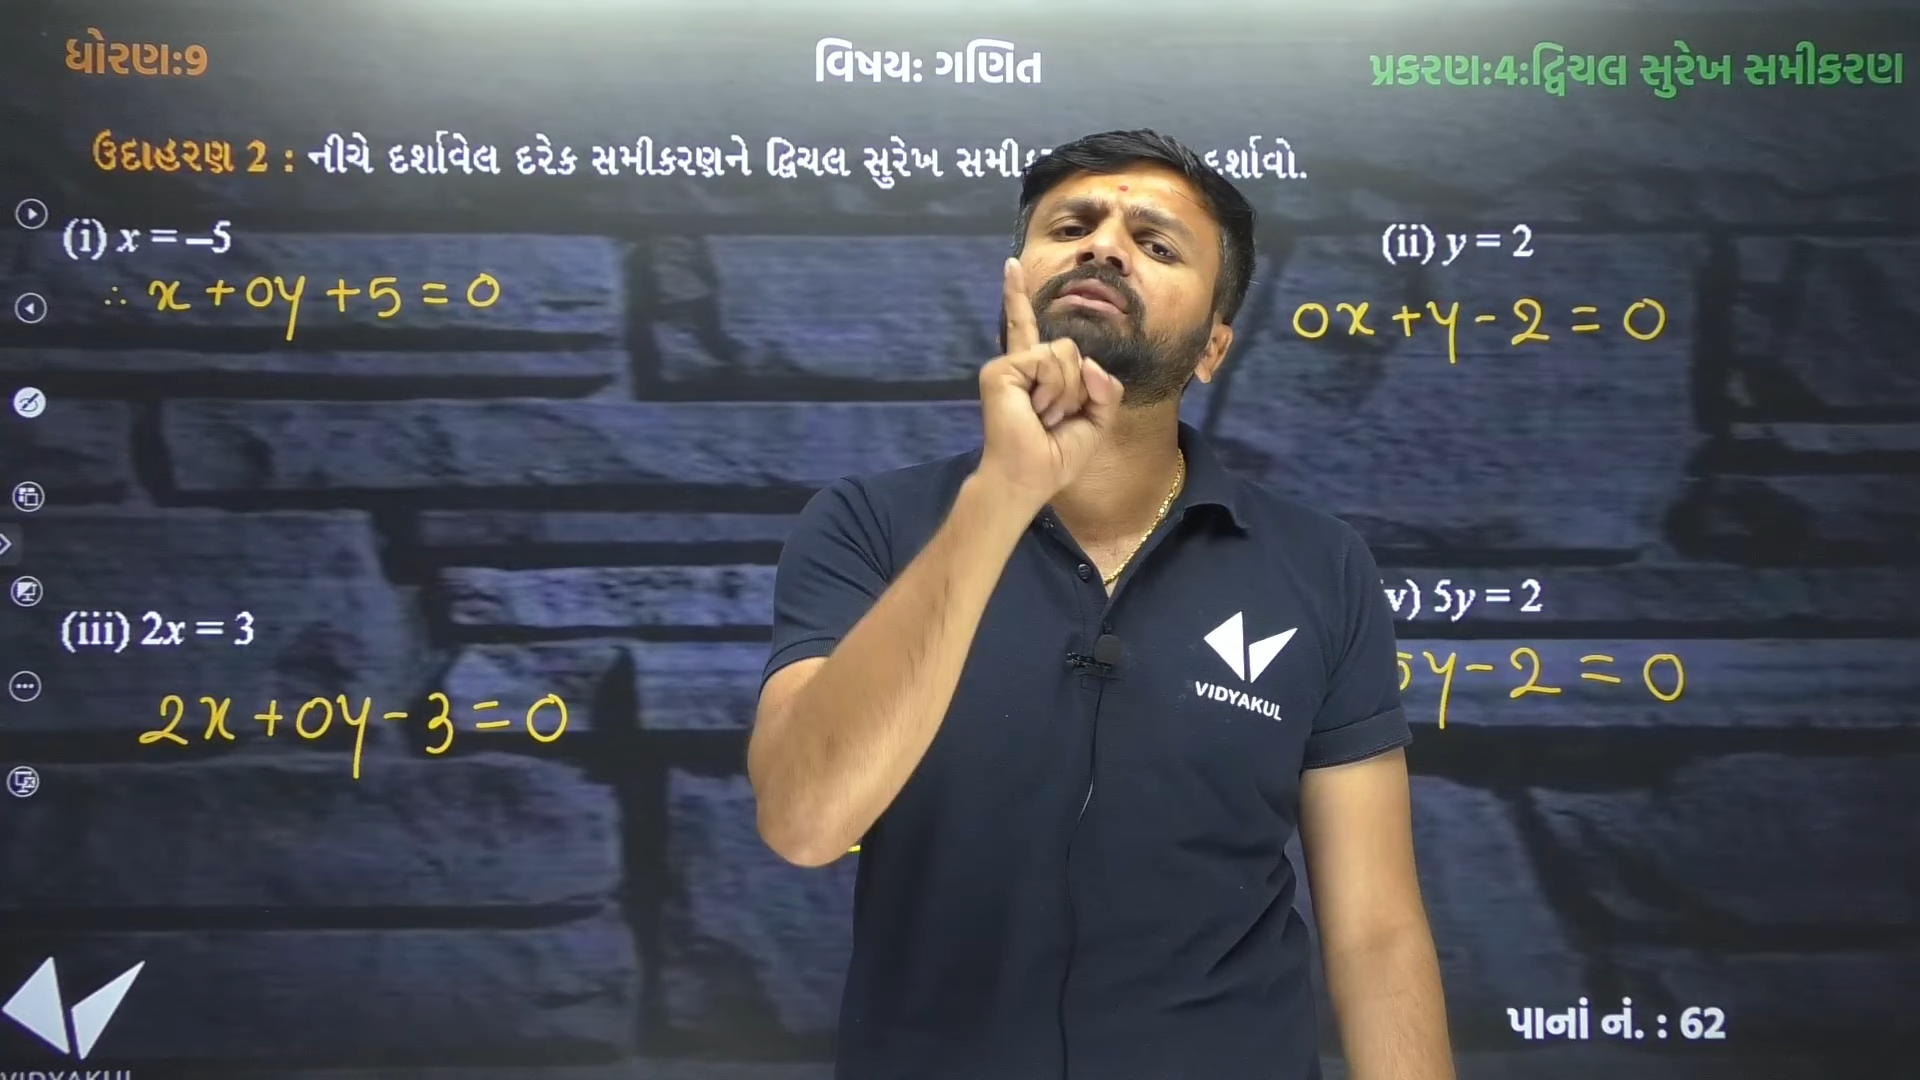 ધોરણ:9
વિષય: ગણિત
પ્રકરણ:4:દ્વિચલ સુરેખ સમીકરણ
ઉદાહરણ 2 : નીચે દર્શાવેલ દરેક સમીકરણને દ્વિચલ સુરેખ
(i) x = –5
∴ x + 0y + 5 = 0
(ii) y = 2
0x + y - 2 = 0
(iii) 2x = 3
2x + 0y - 3 = 0
v) 5y = 2
5y - 2 = 0
VIDYAKUL
પાનાં નં. : 62
VIDYAKUL